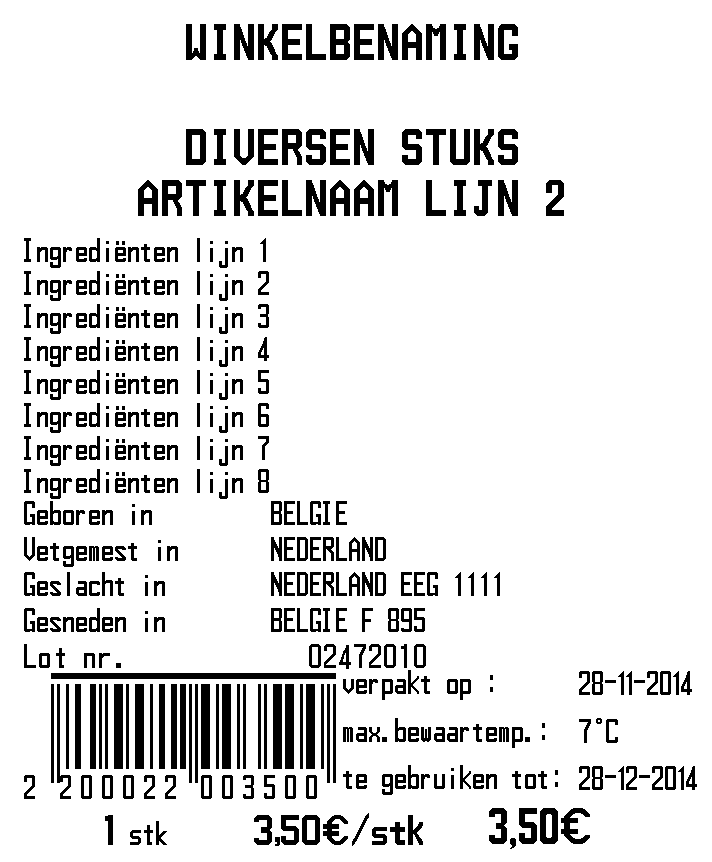 WINKELBENAMING
DIVERSEN STUKS
ARTIKELNAAM LIJN 2
Ingrediënten lijn 1
Ingrediënten lijn 2
Ingrediënten lijn 3
Ingrediënten lijn 4
Ingrediënten lijn 5
Ingrediënten lijn 6
Ingrediënten lijn 7
Ingrediënten lijn 8
Geboren in BELGIE
Vetgemest in NEDERLAND
Geslacht in NEDERLAND EEG 1111
Gesneden in BELGIE F 895
Lot nr. 02472010
verpakt op : 28-11-2014
max.bewaartemp.: 7°C
2 200022 003500 te gebruiken tot: 28-12-2014
1 stk 3,50€/stk 3,50€